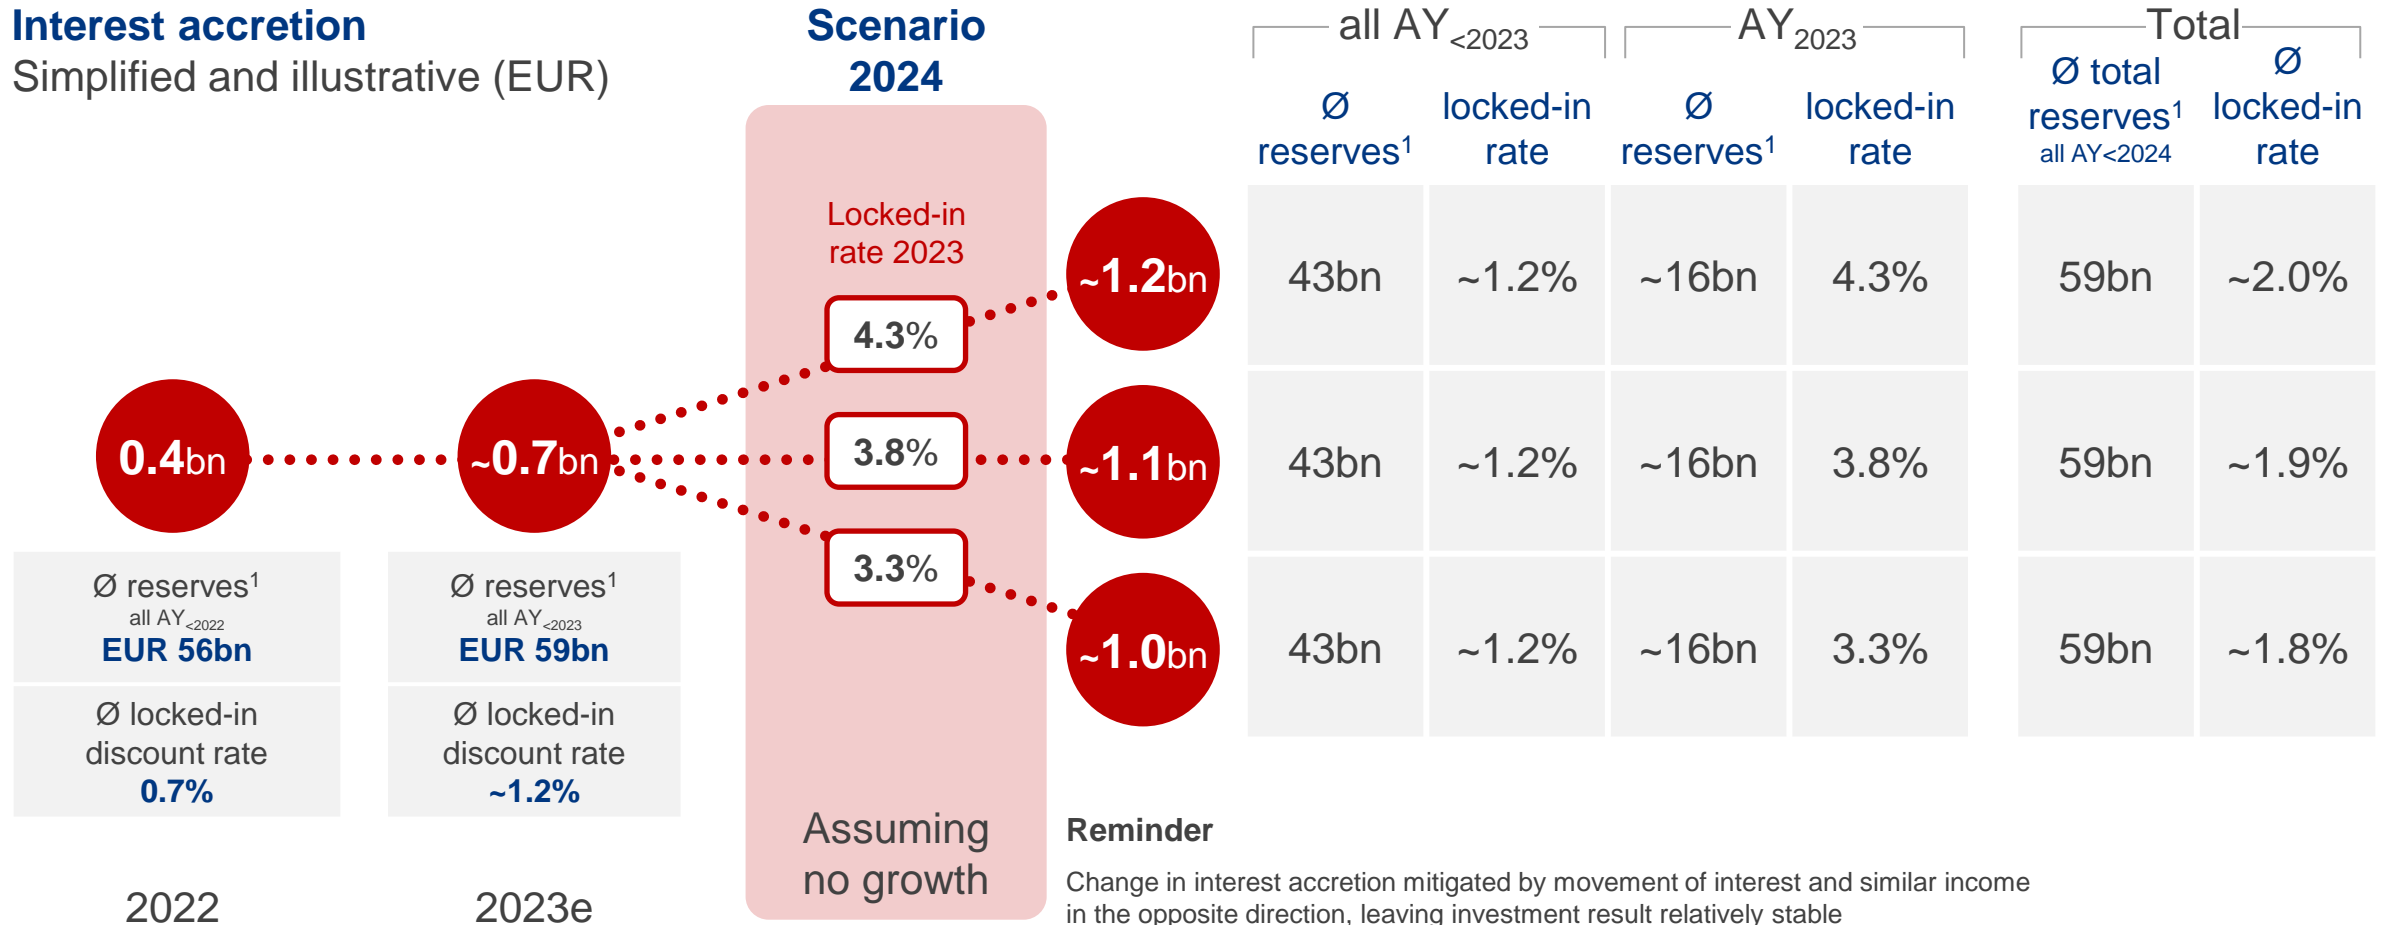 Interest accretion
Simplified and illustrative (EUR)
Scenario
2024
all AY<2023
AY2023
Total
Ø
reserves1
locked-in
rate
Ø
reserves1
locked-in
rate
Ø total
reserves1
all AY<2024
Ø
locked-in
rate
Locked-in
rate 2023
4.3%
3.8%
3.3%
~1.2bn
43bn
~1.2%
~16bn
4.3%
59bn
~2.0%
0.4bn
~0.7bn
~1.1bn
43bn
~1.2%
~16bn
3.8%
59bn
~1.9%
~1.0bn
43bn
~1.2%
~16bn
3.3%
59bn
~1.8%
Ø reserves1
all AY<2022
EUR 56bn
Ø locked-in
discount rate
0.7%
2022
Ø reserves1
all AY<2023
EUR 59bn
Ø locked-in
discount rate
~1.2%
2023e
Assuming
no growth
Reminder
Change in interest accretion mitigated by movement of interest and similar income
in the opposite direction, leaving investment result relatively stable